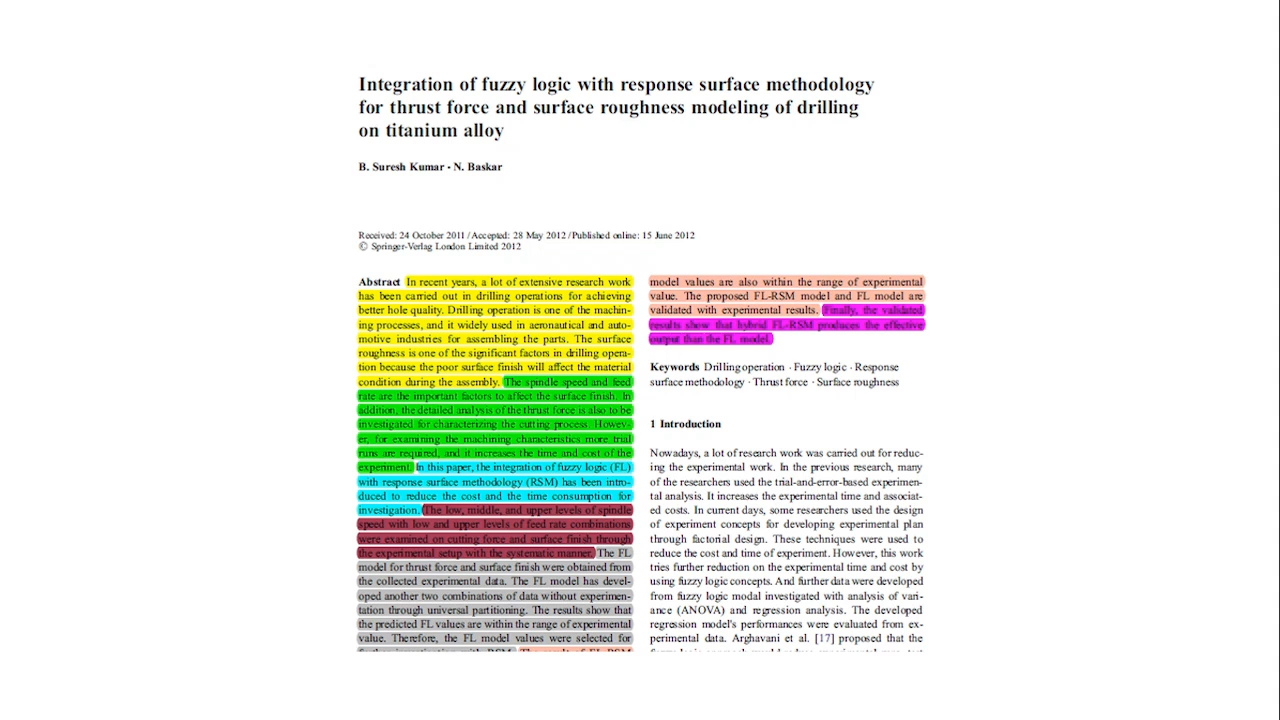 Integration of fuzzy logic with response surface methodology
for thrust force and surface roughness modeling of drilling
on titanium alloy
B. Suresh Kumar · N. Baskar
Received: 24 October 2011 / Accepted: 28 May 2012 / Published online: 15 June 2012
© Springer-Verlag London Limited 2012
Abstract In recent years, a lot of extensive research work
has been carried out in drilling operations for achieving
better hole quality. Drilling operation is one of the machin-
ing processes, and it widely used in aeronautical and auto-
motive industries for assembling the parts. The surface
roughness is one of the significant factors in drilling opera-
tion because the poor surface finish will affect the material
condition during the assembly. The spindle speed and feed
rate are the important factors to affect the surface finish. In
addition, the detailed analysis of the thrust force is also to be
investigated for characterizing the cutting process. Howev-
er, for examining the machining characteristics more trial
runs are required, and it increases the time and cost of the
experiment. In this paper, the integration of fuzzy logic (FL)
with response surface methodology (RSM) has been intro-
duced to reduce the cost and the time consumption for
investigation. The low, middle, and upper levels of spindle
speed with low and upper levels of feed rate combinations
were examined on cutting force and surface finish through
the experimental setup with the systematic manner. The FL
model for thrust force and surface finish were obtained from
the collected experimental data. The FL model has devel-
oped another two combinations of data without experimen-
tation through universal partitioning. The results show that
the predicted FL values are within the range of experimental
value. Therefore, the FL model values were selected for
model values are also within the range of experimental
value. The proposed FL-RSM model and FL model are
validated with experimental results. Finally, the validated
results show that hybrid FL-RSM produces the effective
output than the FL model.
Keywords Drilling operation · Fuzzy logic · Response
surface methodology · Thrust force · Surface roughness
1 Introduction
Nowadays, a lot of research work was carried out for reduc-
ing the experimental work. In the previous research, many
of the researchers used the trial-and-error-based experimen-
tal analysis. It increases the experimental time and associat-
ed costs. In current days, some researchers used the design
of experiment concepts for developing experimental plan
through factorial design. These techniques were used to
reduce the cost and time of experiment. However, this work
tries further reduction on the experimental time and cost by
using fuzzy logic concepts. And further data were developed
from fuzzy logic modal investigated with analysis of vari-
ance (ANOVA) and regression analysis. The developed
regression model's performances were evaluated from ex-
perimental data. Arghavani et al. [17] proposed that the